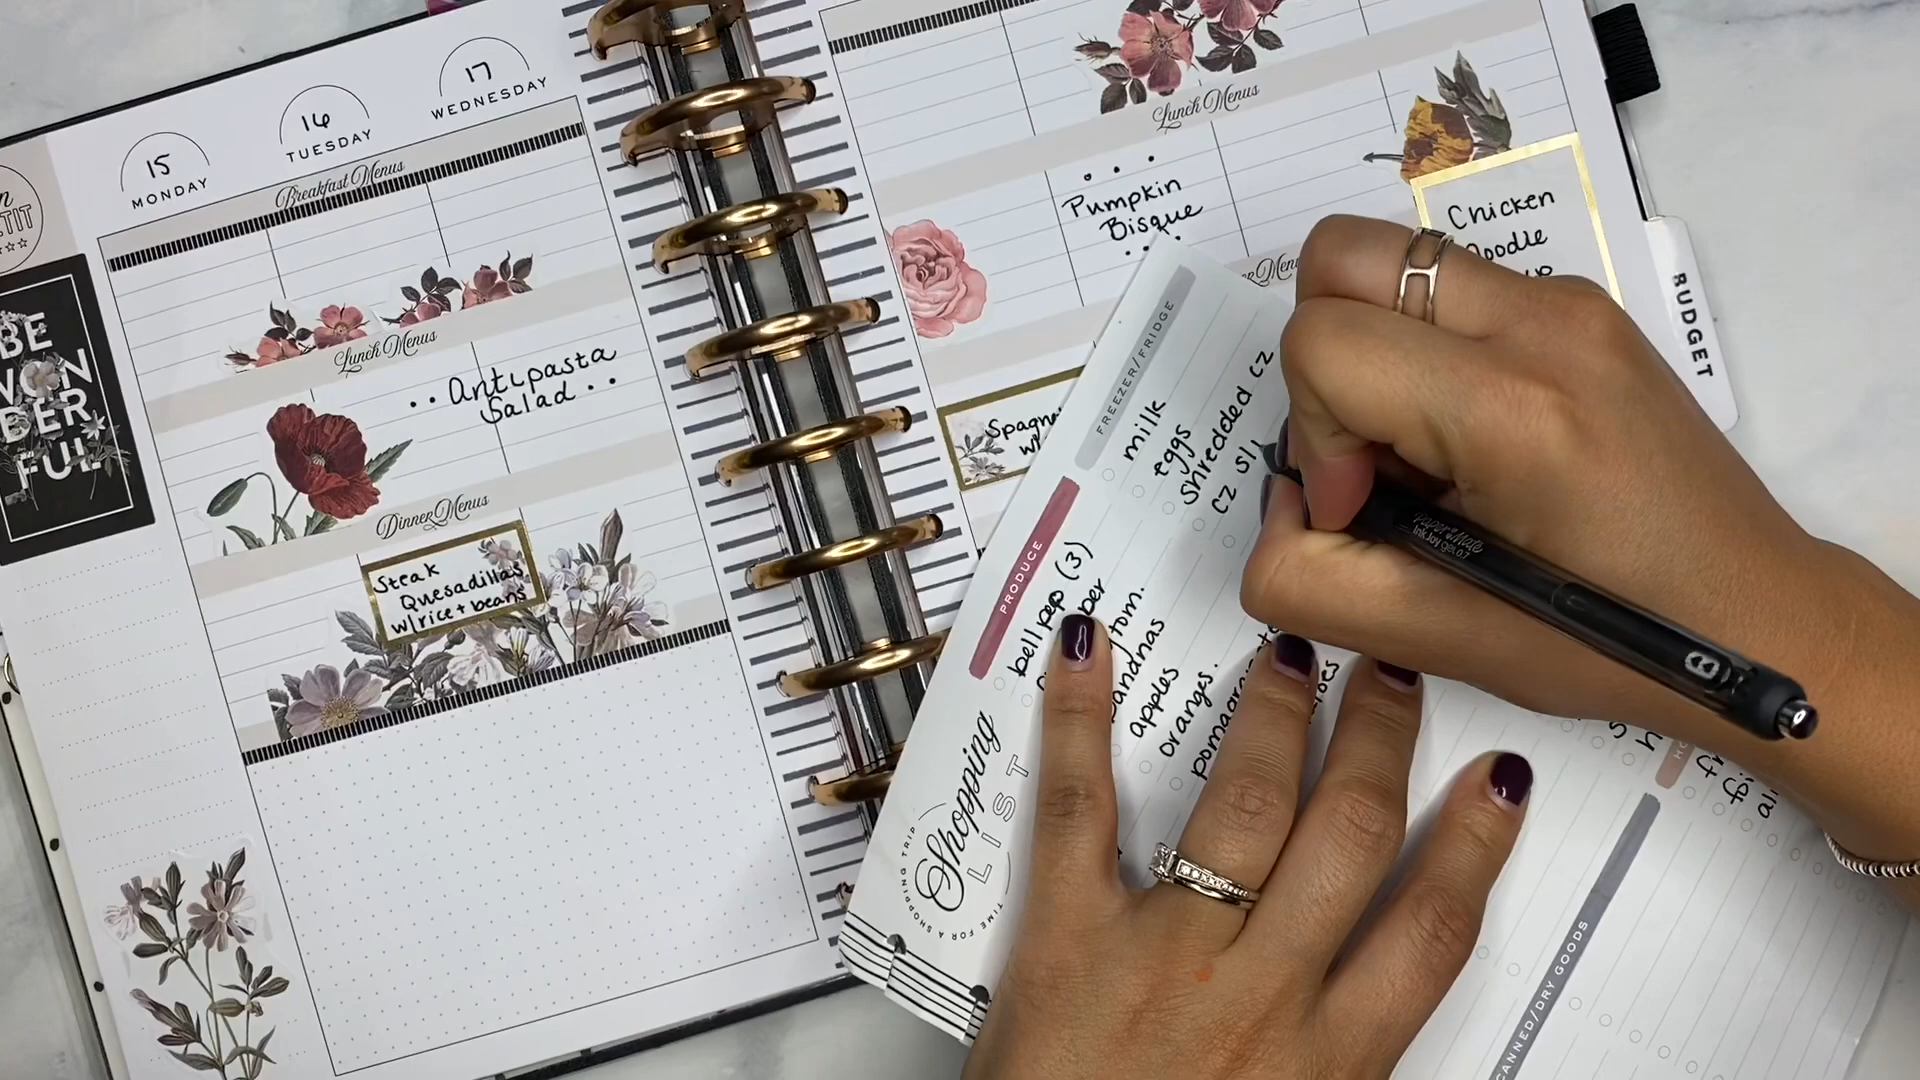 15
MONDAY
16
TUESDAY
17
WEDNESDAY
Breakfast Menus
BE
WON
DER
FUL
Lunch Menus
.. Antipasta
Salad ..
Dinner Menus
Steak
Quesadillas
w/rice + beans
Lunch Menus
Pumpkin
Bisque
Chicken
Noodle
BUDGET
FREEZER/FRIDGE
milk
eggs
shredded cz
cz sl
PRODUCE
bell pep (3)
tom.
apples
oranges.
Shopping
LIST
TIME FOR A SHOPPING TRIP
CANNED/DRY GOODS
Paper Mate
InkJoy gel 0.7